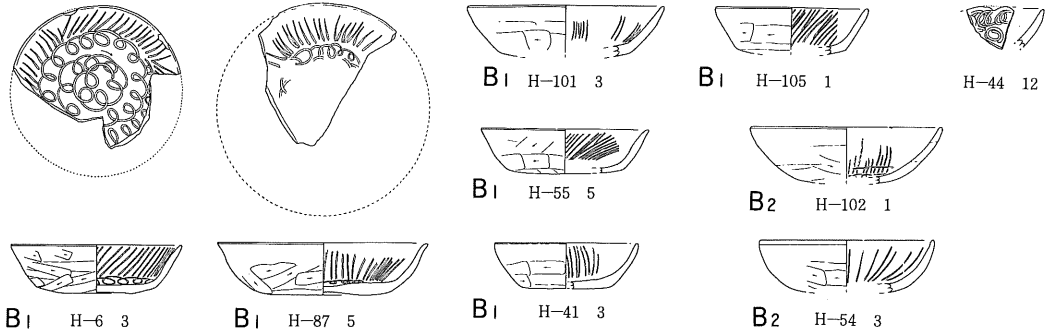 B1 H-101 3
B1 H-105 1
H-44 12
B1 H-55 5
B2 H-102 1
B1 H-6 3
B1 H-87 5
B1 H-41 3
B2 H-54 3